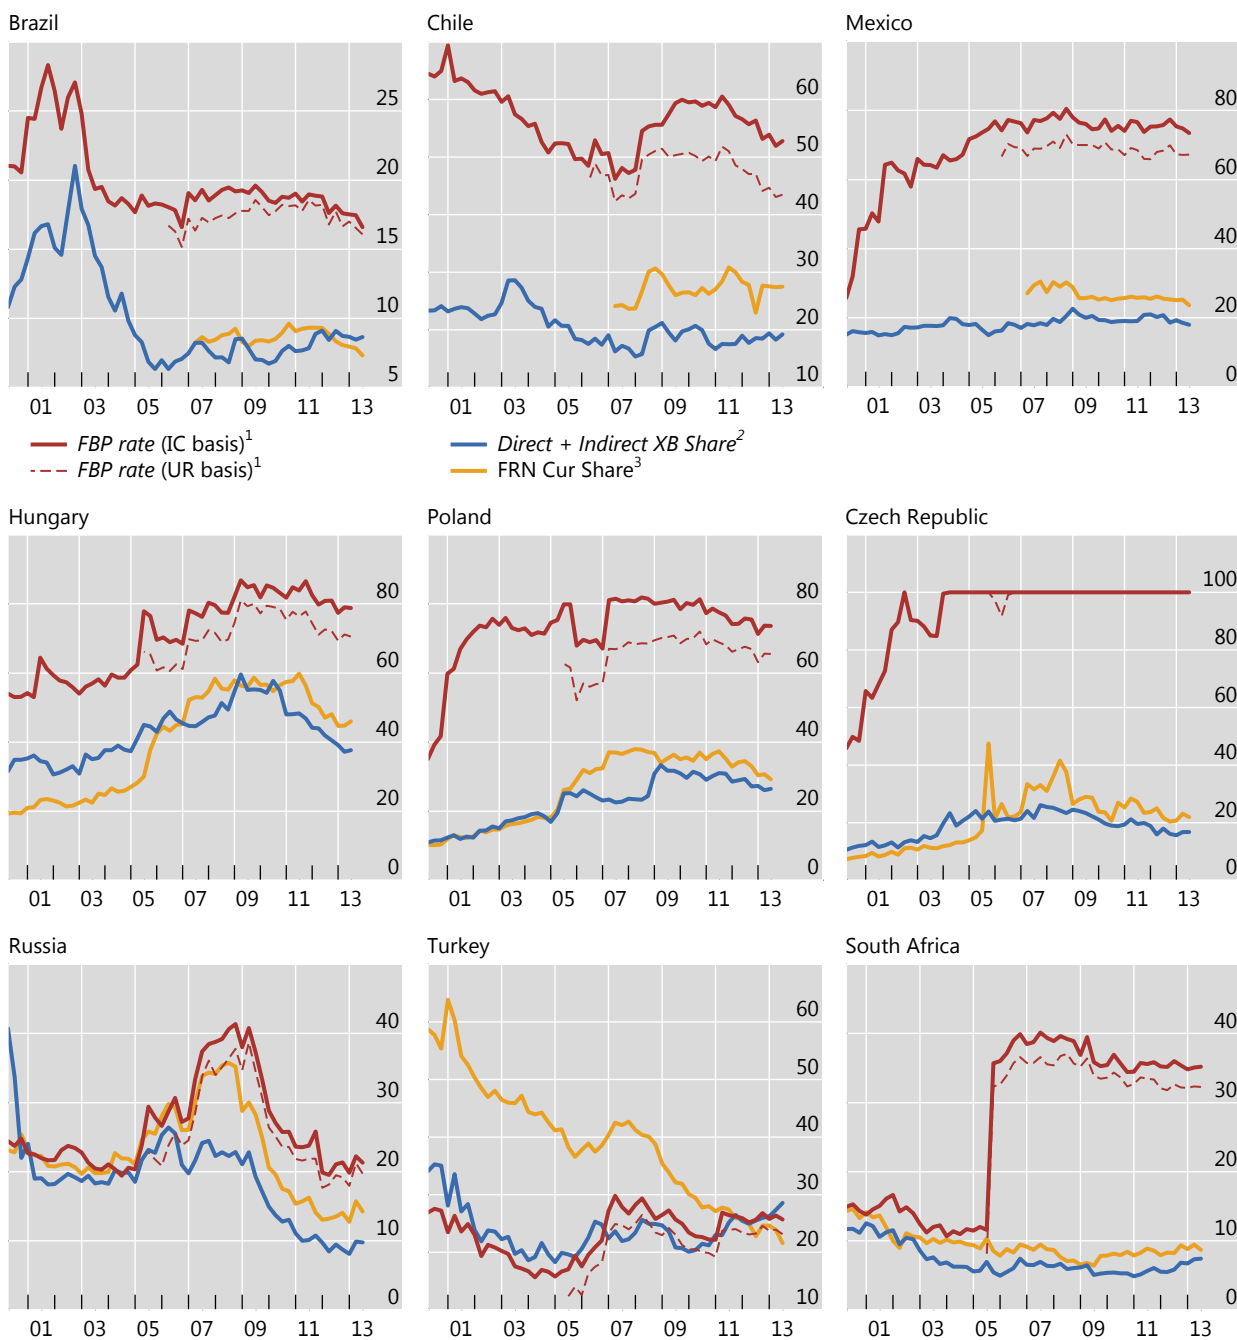 Brazil
Chile
Mexico
25
20
15
10
5
60
50
40
30
20
10
80
60
40
20
0
01 03 05 07 09 11 13
01 03 05 07 09 11 13
01 03 05 07 09 11 13
FBP rate (IC basis)1
FBP rate (UR basis)1
Direct + Indirect XB Share2
FRN Cur Share3
Hungary
Poland
Czech Republic
80
60
40
20
0
80
60
40
20
0
100
80
60
40
20
0
01 03 05 07 09 11 13
01 03 05 07 09 11 13
01 03 05 07 09 11 13
Russia
Turkey
South Africa
40
30
20
10
0
60
50
40
30
20
10
40
30
20
10
0
01 03 05 07 09 11 13
01 03 05 07 09 11 13
01 03 05 07 09 11 13